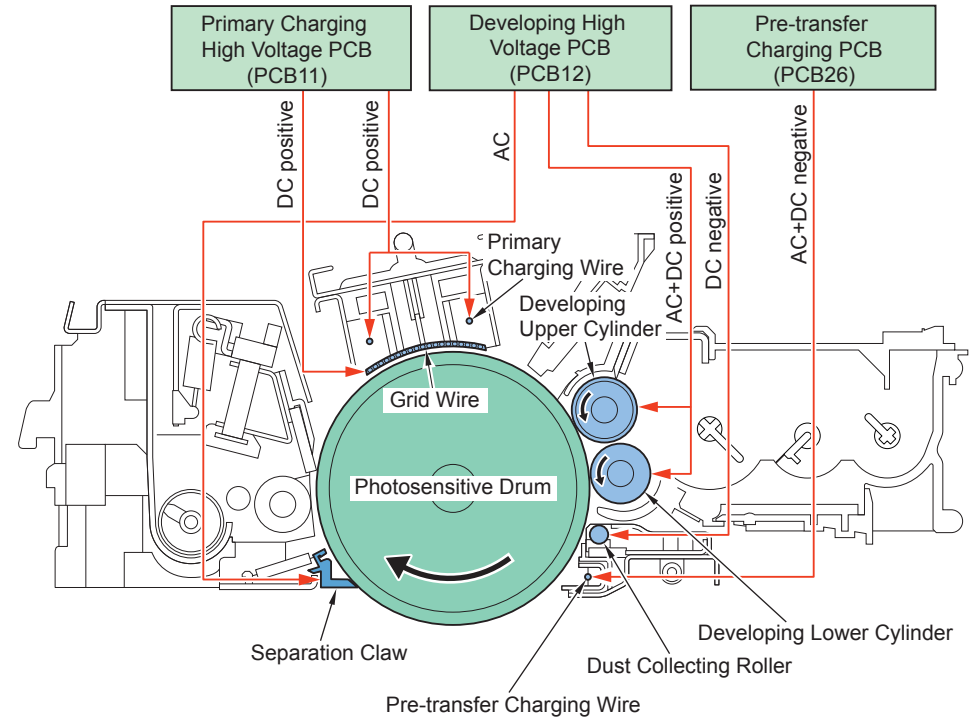 Primary Charging
High Voltage PCB
(PCB11)
Developing High
Voltage PCB
(PCB12)
Pre-transfer
Charging PCB
(PCB26)
DC positive
DC positive
AC
AC+DC positive
DC negative
AC+DC negative
Primary
Charging Wire
Developing
Upper Cylinder
Grid Wire
Photosensitive Drum
Separation Claw
Developing Lower Cylinder
Dust Collecting Roller
Pre-transfer Charging Wire